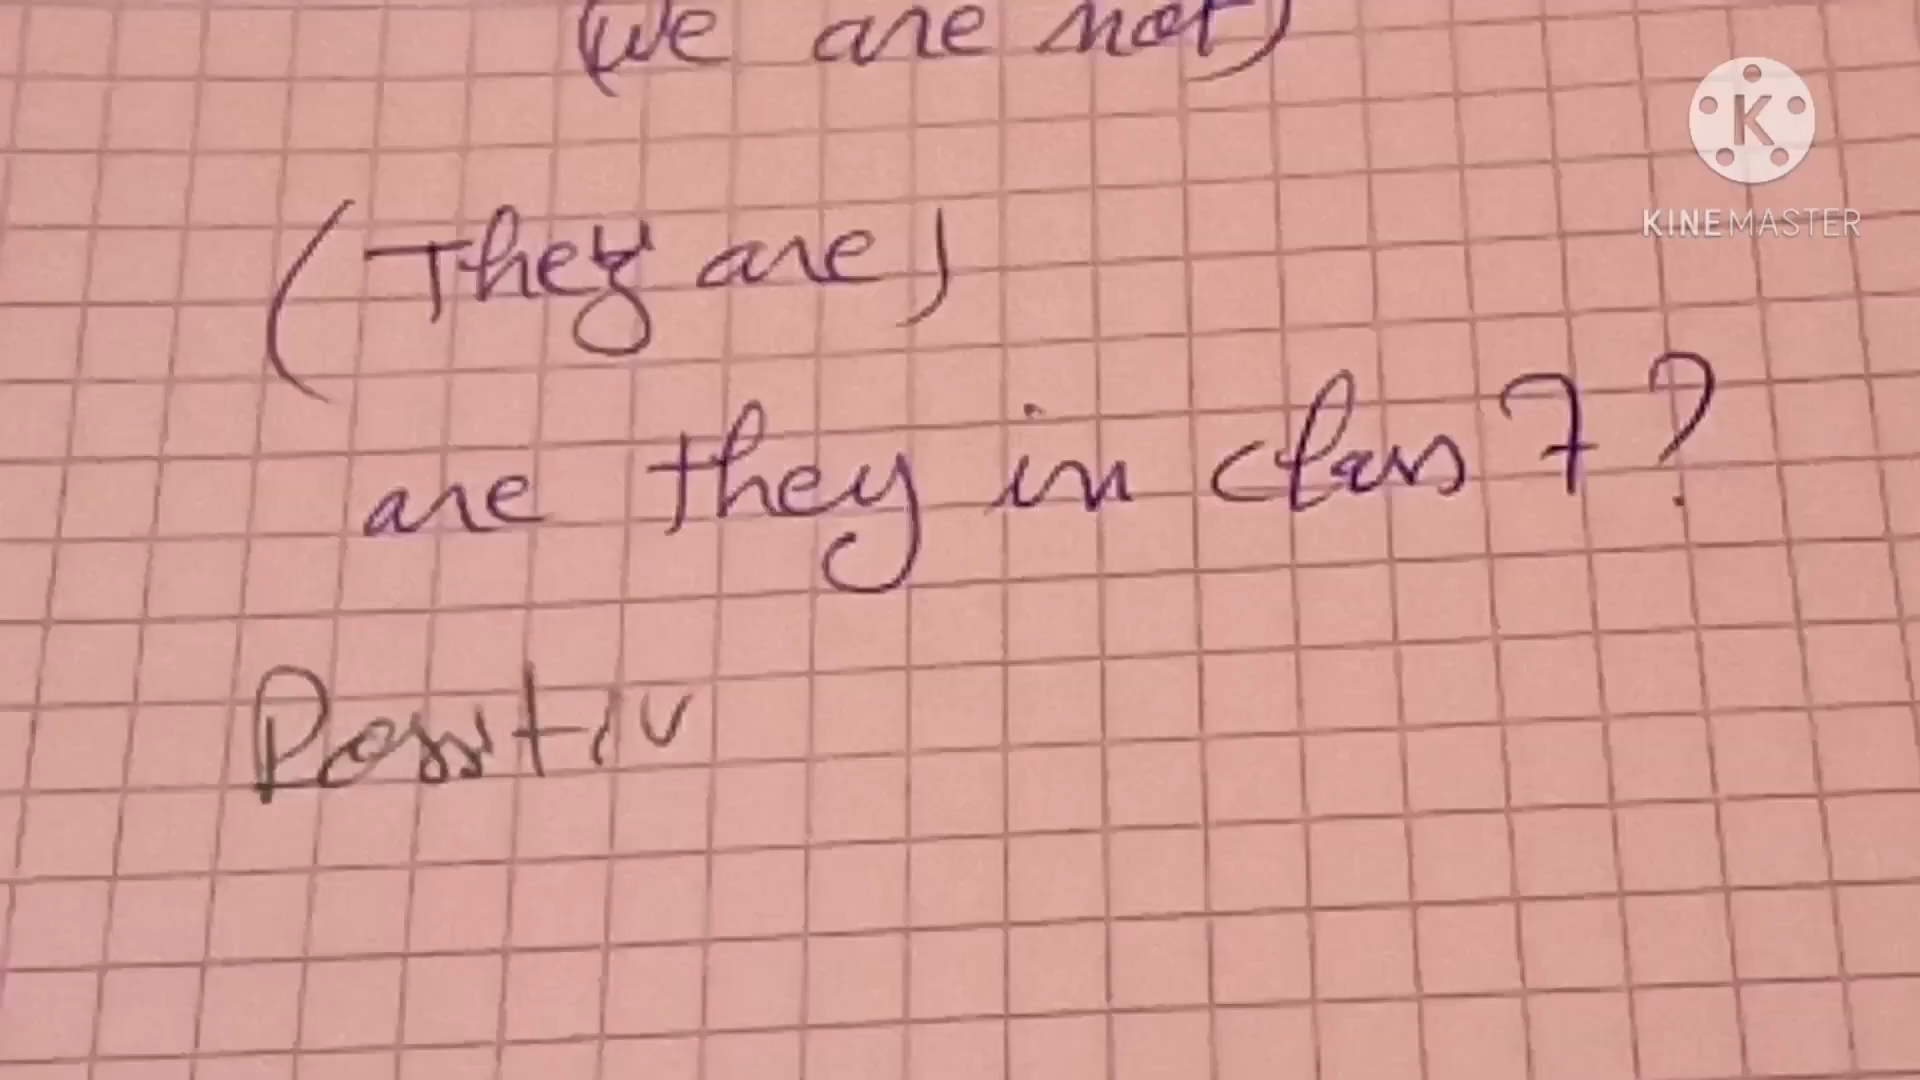 (we are not)
K
KINEMASTER
(They are)
are they in class 7?
Positiv